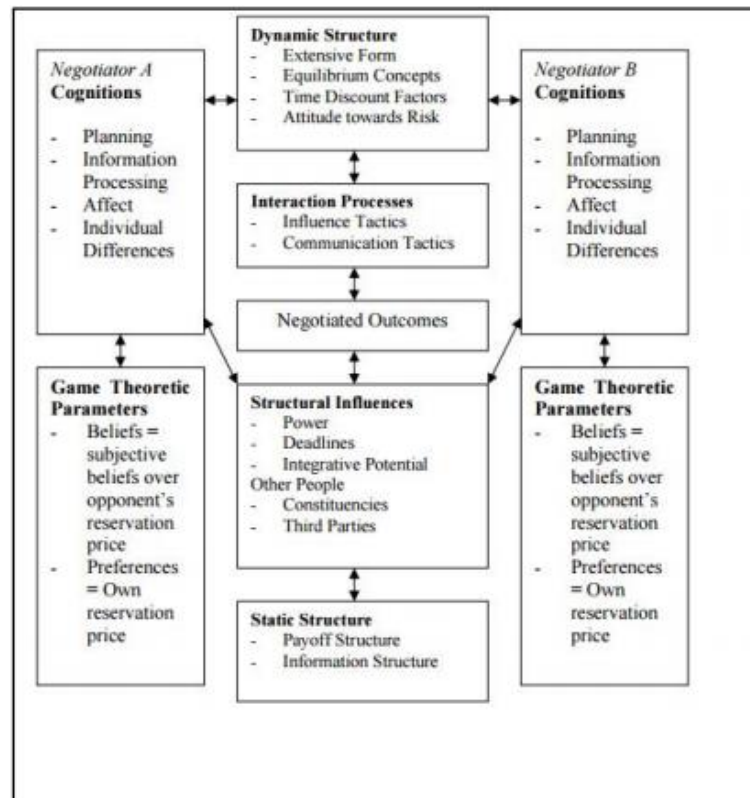 Negotiator A
Cognitions
- Planning
- Information
Processing
- Affect
- Individual
Differences
Dynamic Structure
- Extensive Form
- Equilibrium Concepts
- Time Discount Factors
- Attitude towards Risk
Negotiator B
Cognitions
- Planning
- Information
Processing
- Affect
- Individual
Differences
Interaction Processes
- Influence Tactics
- Communication Tactics
Negotiated Outcomes
Game Theoretic
Parameters
- Beliefs =
subjective
beliefs over
opponent's
reservation
price
- Preferences
= Own
reservation
price
Structural Influences
- Power
- Deadlines
- Integrative Potential
Other People
- Constituencies
- Third Parties
Game Theoretic
Parameters
- Beliefs =
subjective
beliefs over
opponent's
reservation
price
- Preferences
= Own
reservation
price
Static Structure
- Payoff Structure
- Information Structure